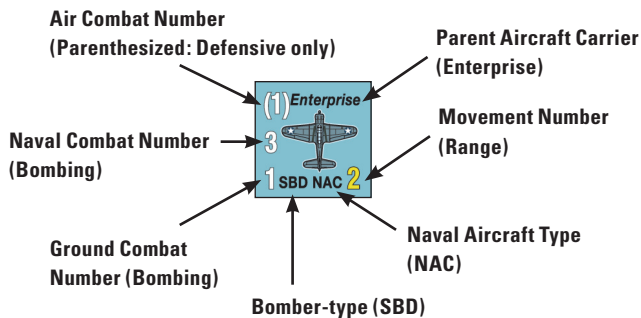 Air Combat Number
(Parenthesized: Defensive only)
Parent Aircraft Carrier
(Enterprise)
(1) Enterprise
Naval Combat Number
(Bombing)
3
Movement Number
(Range)
1 SBD NAC 2
Ground Combat
Number (Bombing)
Naval Aircraft Type
(NAC)
Bomber-type (SBD)